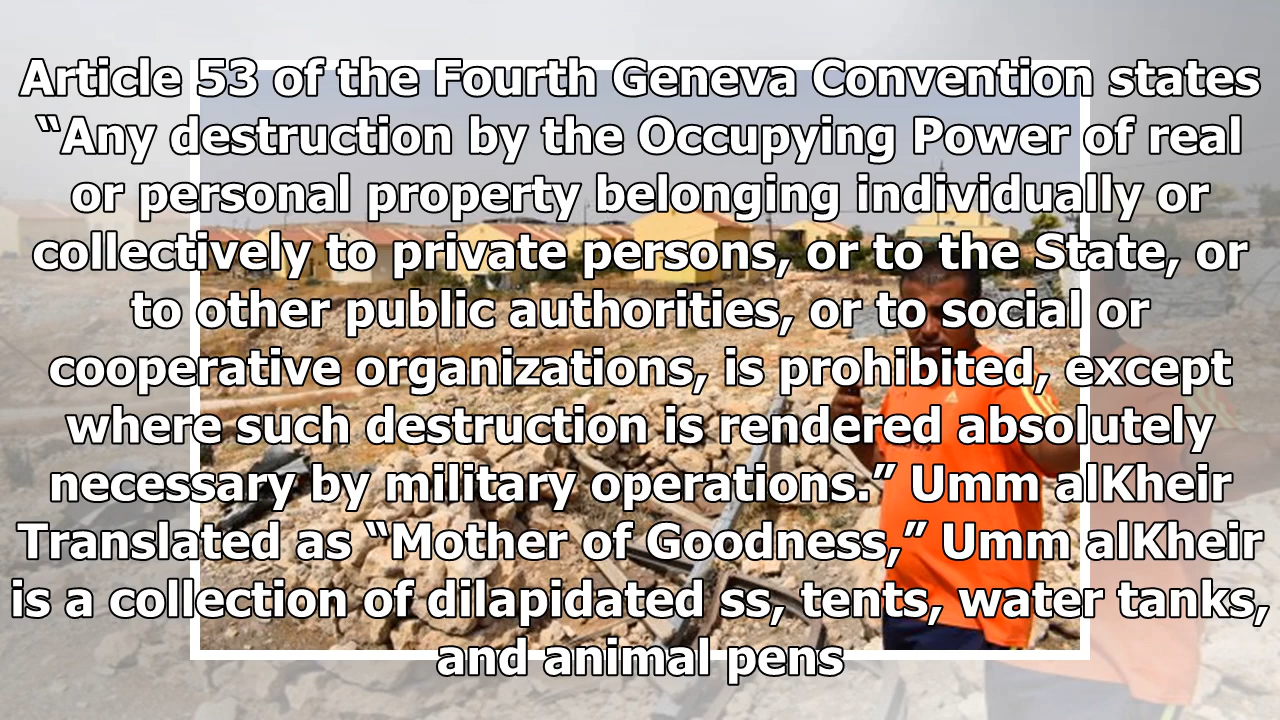 Article 53 of the Fourth Geneva Convention states
“Any destruction by the Occupying Power of real
or personal property belonging individually or
collectively to private persons, or to the State, or
to other public authorities, or to social or
cooperative organizations, is prohibited, except
where such destruction is rendered absolutely
necessary by military operations.” Umm alKheir
Translated as “Mother of Goodness,” Umm alKheir
is a collection of dilapidated ss, tents, water tanks,
and animal pens